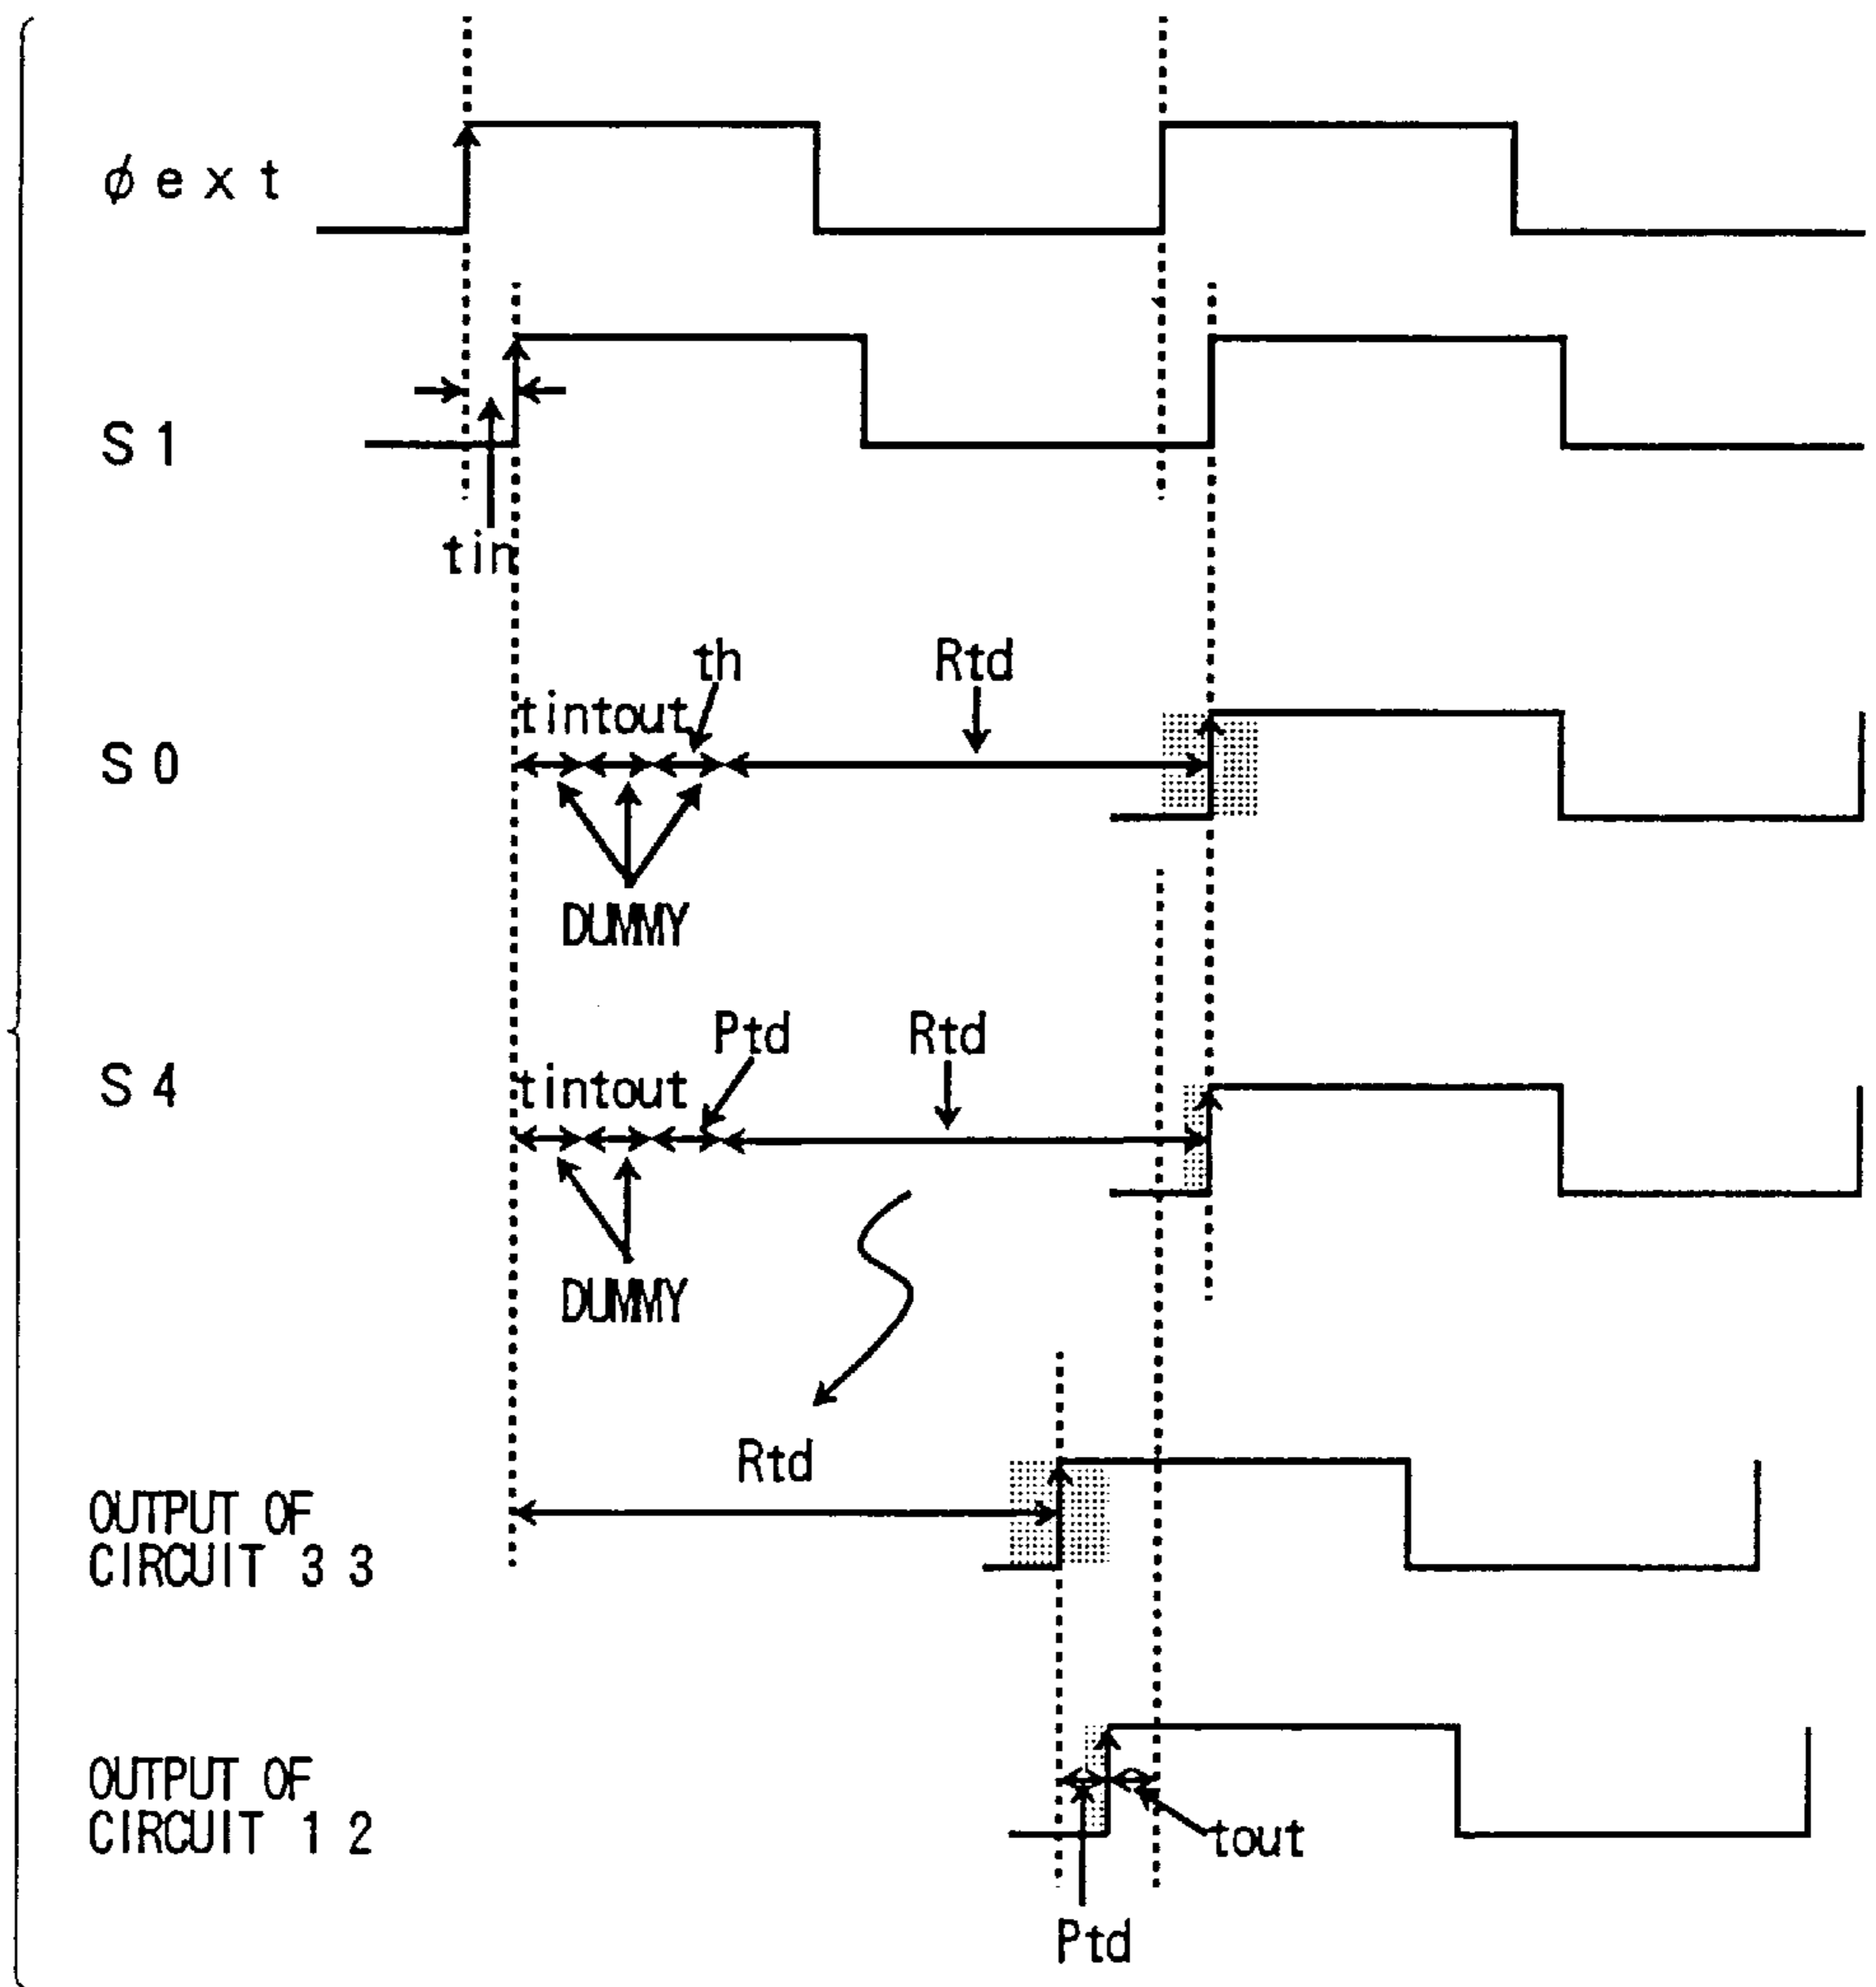 φext
S1
tin
th
Rtd
tintout
S0
DUMMY
Ptd
Rtd
S4
tintout
DUMMY
Rtd
OUTPUT OF
CIRCUIT 33
OUTPUT OF
CIRCUIT 12
tout
Ptd